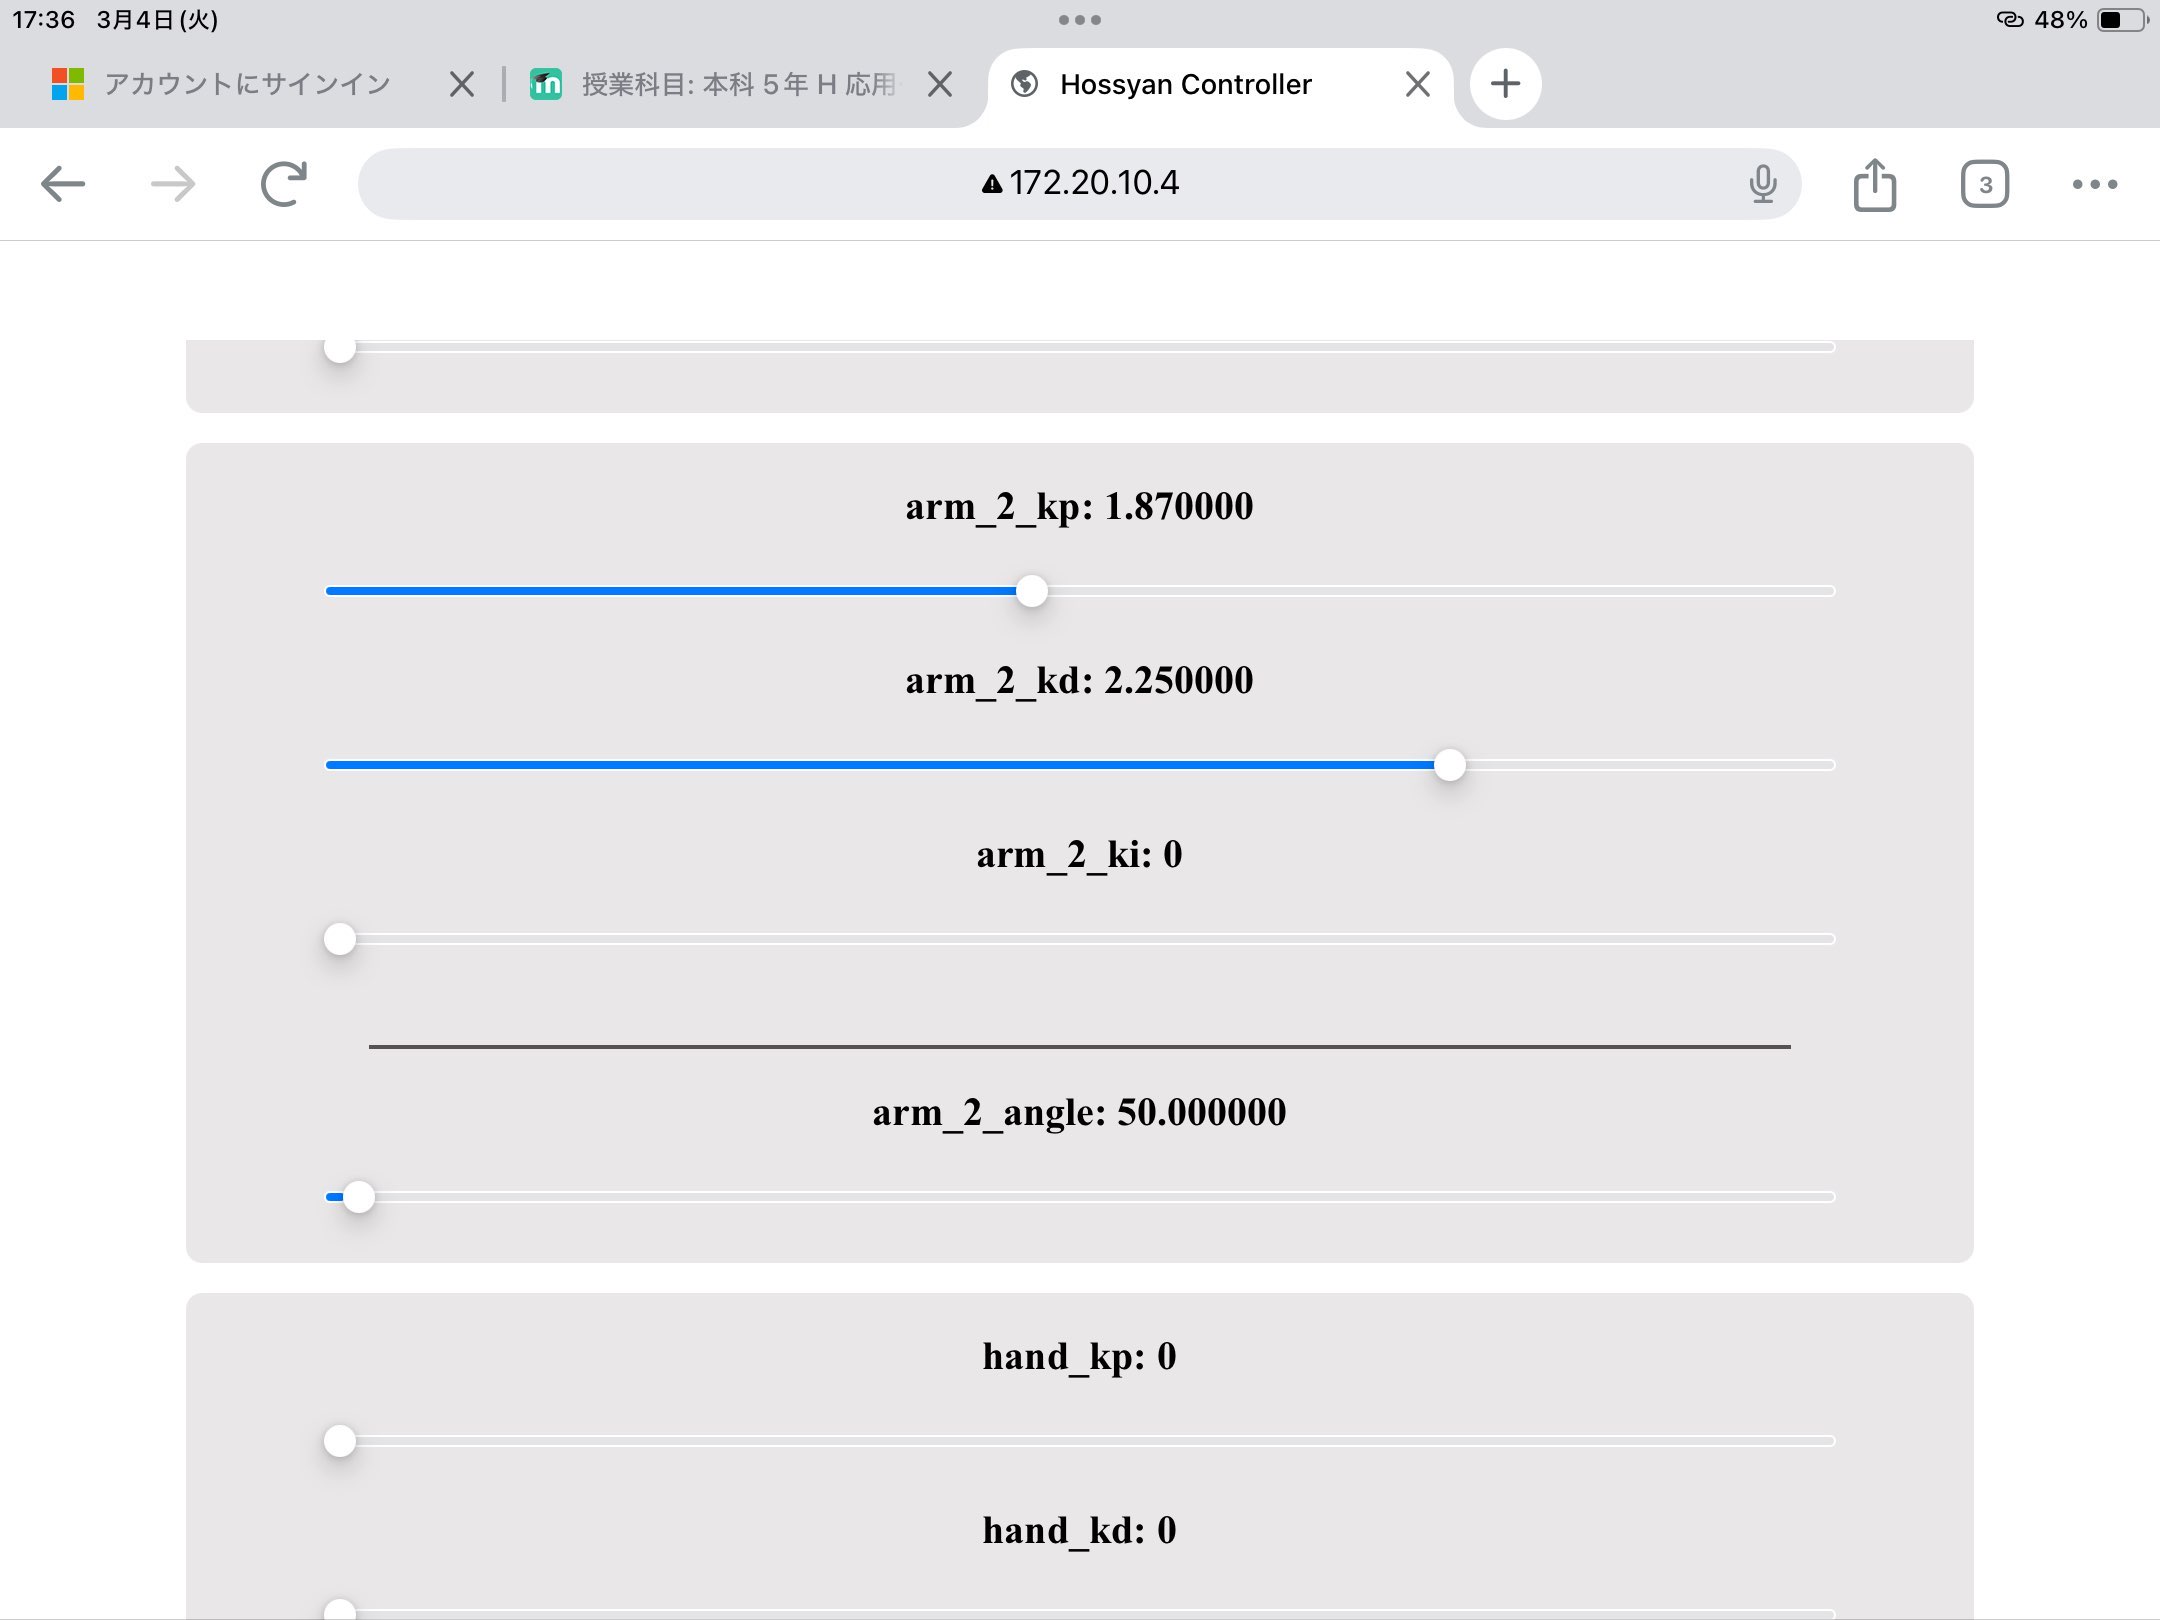 17:36 3月4日(火)
48%
アカウントにサインイン
授業科目: 本科 5年 H 応用
Hossyan Controller
172.20.10.4
3
arm_2_kp: 1.870000
arm_2_kd: 2.250000
arm_2_ki: 0
arm_2_angle: 50.000000
hand_kp: 0
hand_kd: 0